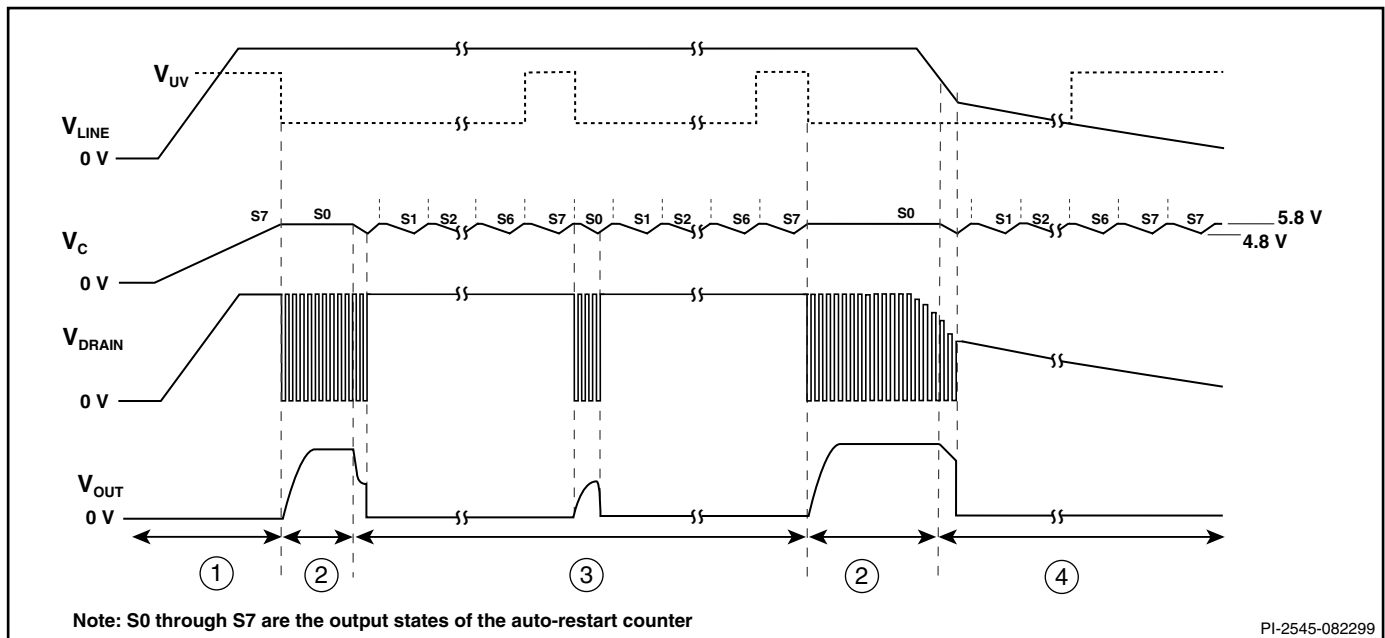 V_UV
V_LINE
0 V
S7 S0 S1 S2 S6 S7 S0 S1 S2 S6 S7 S0 S1 S2 S6 S7 S7
5.8 V
4.8 V
V_C
0 V
V_DRAIN
0 V
V_OUT
0 V
1 2 3 2 4
Note: S0 through S7 are the output states of the auto-restart counter
PI-2545-082299